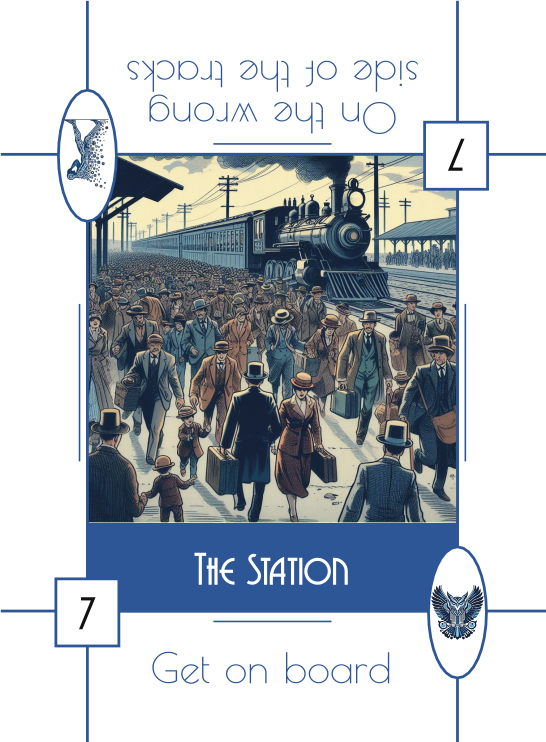 On the wrong
side of the tracks
7
The Station
7
Get on board